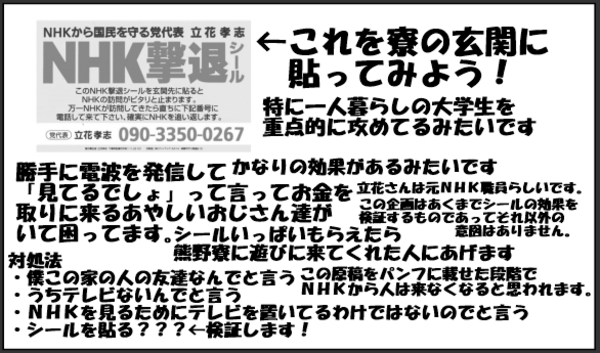 NHKから国民を守る党代表 立花孝志
NHK撃退シール
このNHK撃退シールを玄関先に貼ると
NHKの訪問がピタリと止まります。
万一NHKが訪問してきたら直ちに下記番号に
電話して来て下さい、確実にNHKを追い返します。
党代表 立花孝志 090-3350-0267
←これを寮の玄関に
貼ってみよう！
特に一人暮らしの大学生を
重点的に攻めてるみたいです
かなりの効果があるみたいです
勝手に電波を発信して
「見てるでしょ」って言ってお金を
取りに来るあやしいおじさん達が
いて困ってます。
立花さんは元NHK職員らしいです。
この企画はあくまでシールの効果を
検証するものであってそれ以外の
意図はありません。
シールいっぱいもらえたら
熊野寮に遊びに来てくれた人にあげます
対処法
・僕この家の人の友達なんでと言う
・うちテレビないんでと言う
・NHKを見るためにテレビを置いてるわけではないのでと言う
・シールを貼る？？？←検証します！
この原稿をパンフに載せた段階で
NHKから人は来なくなると思われます。